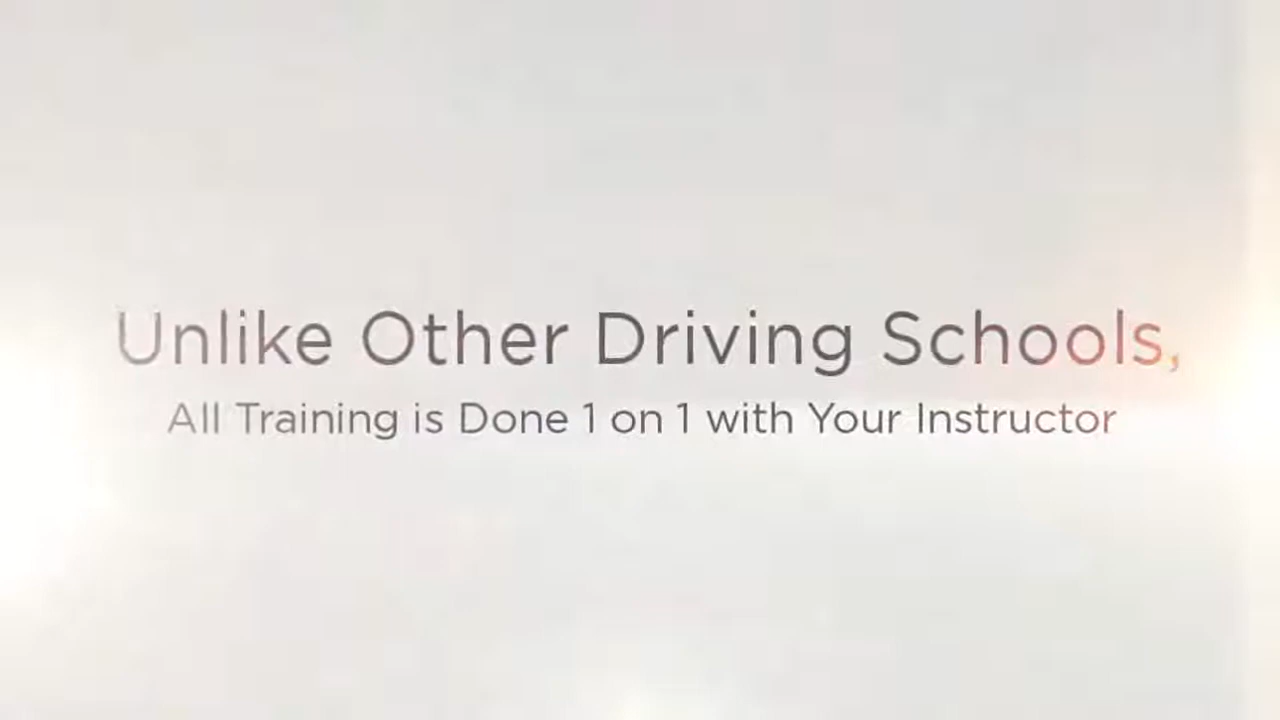 Unlike Other Driving Schools,
All Training is Done 1 on 1 with Your Instructor